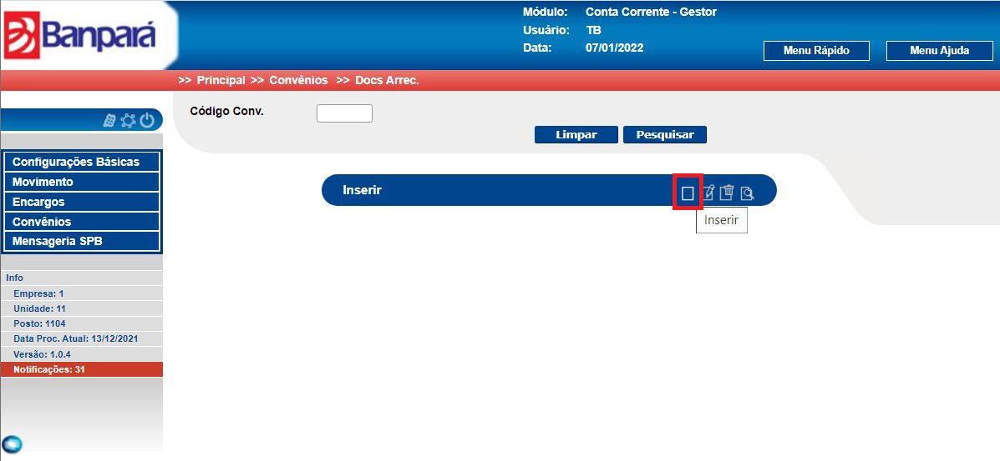 Banpará
Módulo: Conta Corrente - Gestor
Usuário: TB
Data: 07/01/2022
Menu Rápido
Menu Ajuda
>> Principal >> Convênios >> Docs Arrec.
Código Conv.
Limpar
Pesquisar
Configurações Básicas
Movimento
Encargos
Convênios
Mensageria SPB
Inserir
Inserir
Info
Empresa: 1
Unidade: 11
Posto: 1104
Data Proc. Atual: 13/12/2021
Versão: 1.0.4
Notificações: 31